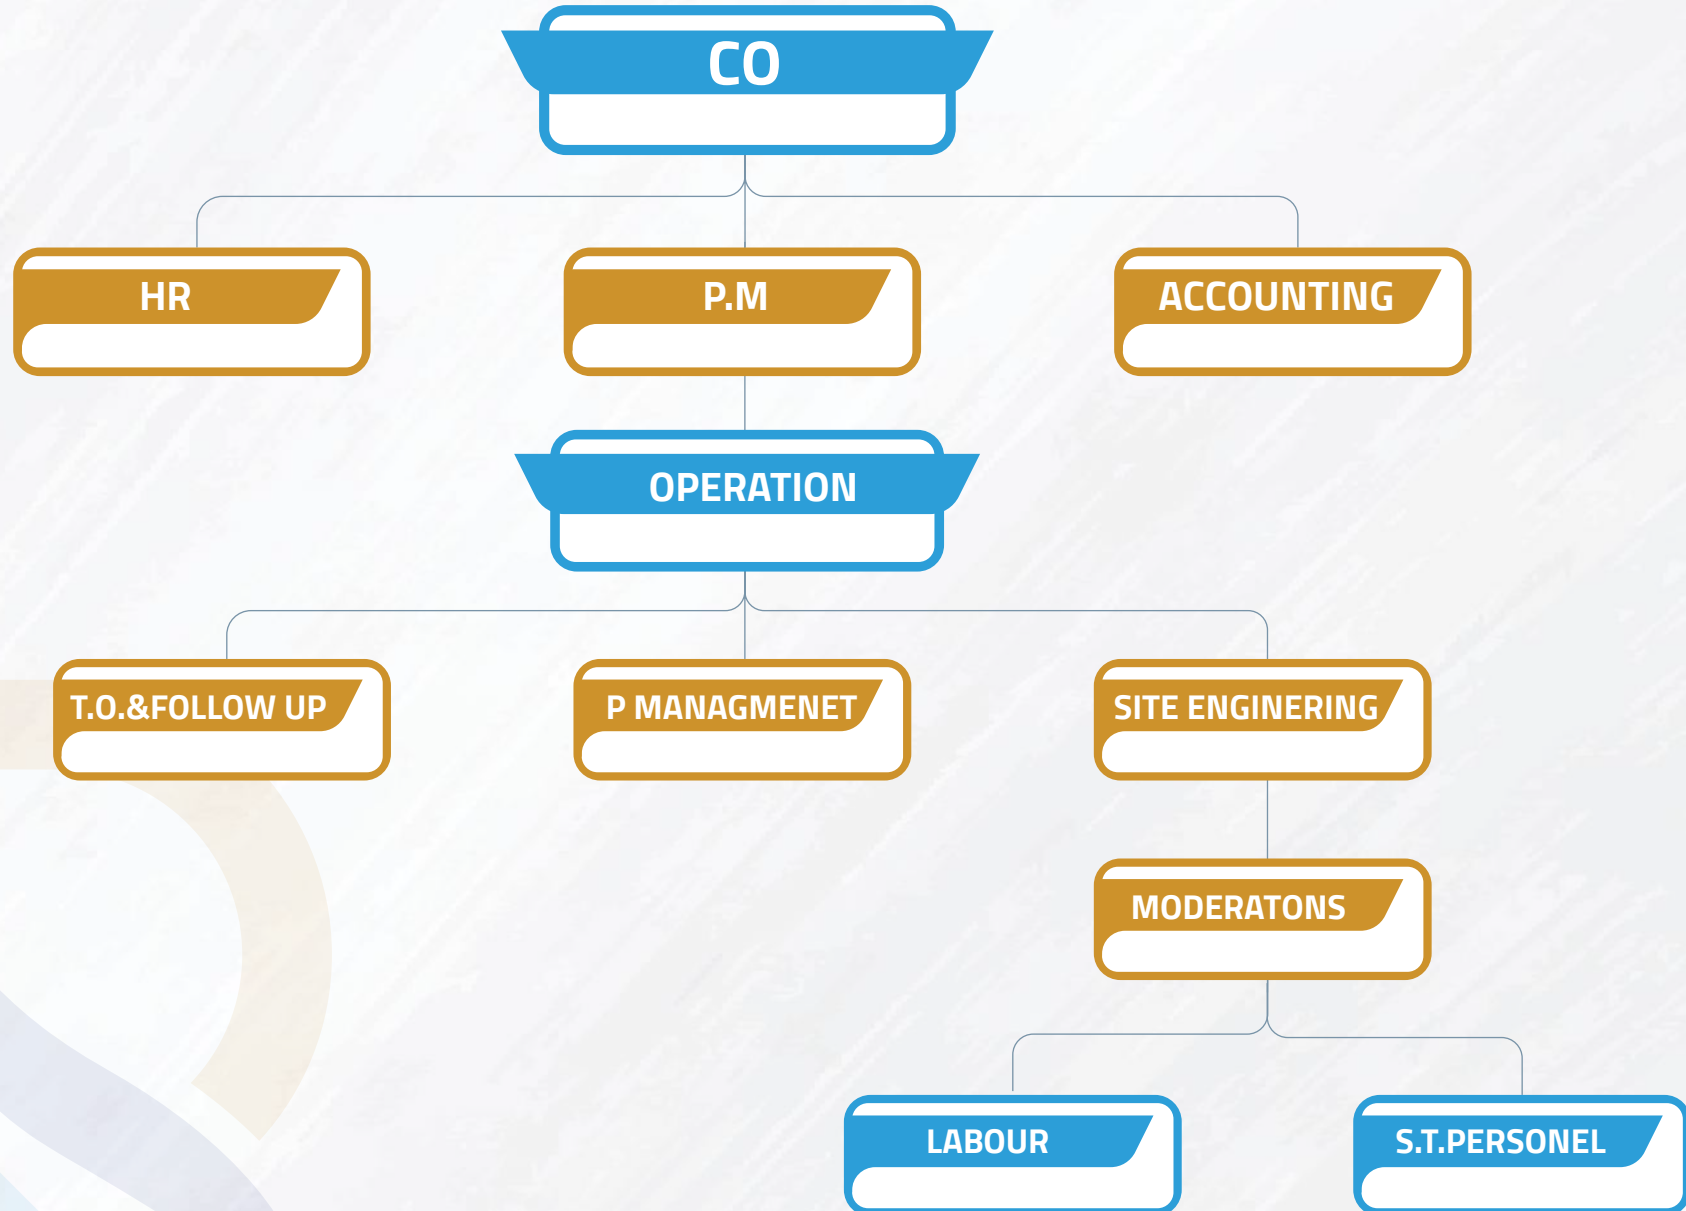 CO
HR
P.M
ACCOUNTING
OPERATION
T.O.&FOLLOW UP
P MANAGMENET
SITE ENGINERING
MODERATONS
LABOUR
S.T.PERSONEL